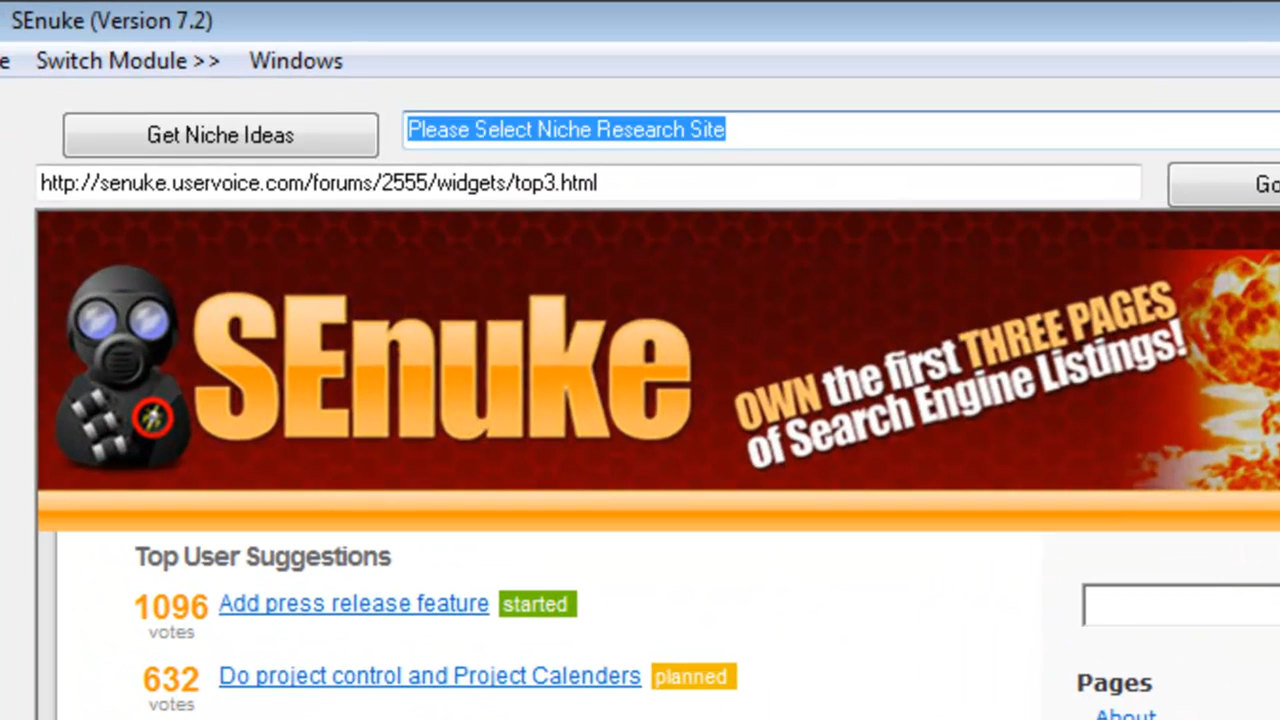 SEnuke (Version 7.2)
e Switch Module >> Windows
Get Niche Ideas Please Select Niche Research Site
http://senuke.uservoice.com/forums/2555/widgets/top3.html Go
SEnuke
OWN the first THREE PAGES
of Search Engine Listings!
Top User Suggestions
1096 Add press release feature started
votes
632 Do project control and Project Calenders planned
votes
Pages
About